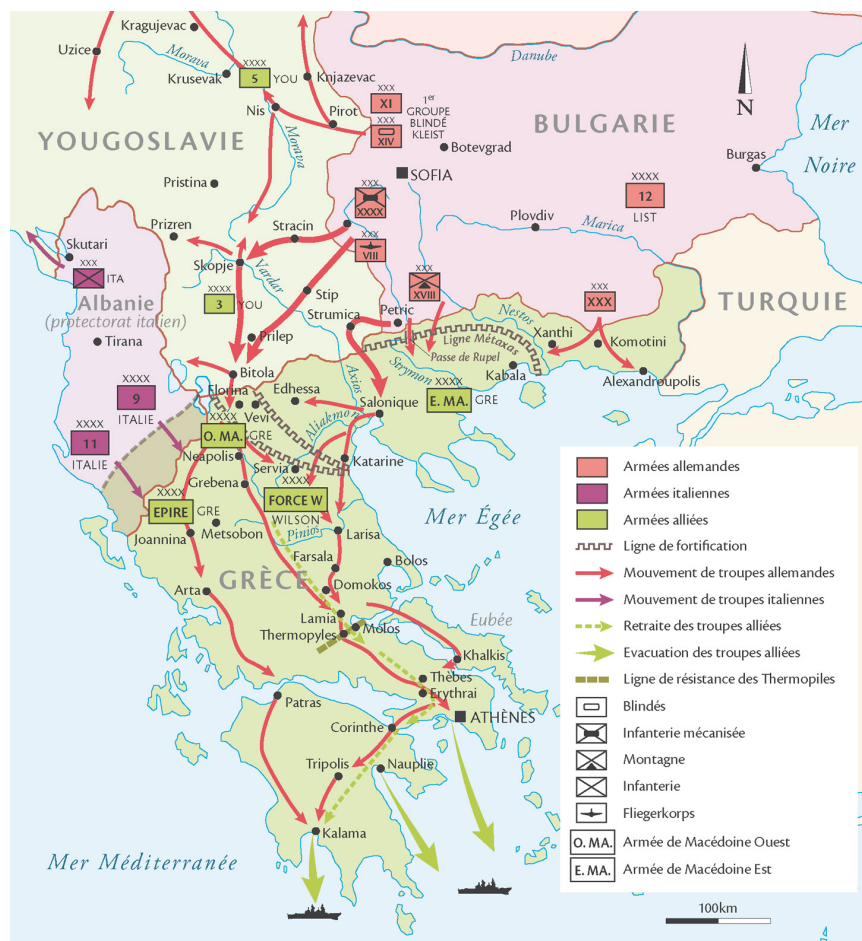 Kragujevac
Uzice
Morava
Krusevak
XXXX
5 YOU
Knjazevac
Danube
N
XXX
XI
1er
GROUPE
BLINDÉ
KLEIST
XXX
XIV
Nis
Pirot
YOUGOSLAVIE
BULGARIE
Mer
Noire
Botevgrad
Burgas
Morava
SOFIA
Pristina
XXX
XXXX
XXXX
12
LIST
Plovdiv
Marica
Prizren
Stracin
Skutari
XXX
ITA
Skopje
Vardar
XXX
VIII
XXX
XVIII
XXX
XXX
TURQUIE
Albanie
(protectorat italien)
XXXX
3 YOU
Stip
Strumica
Petric
Nestos
Tirana
Prilep
Ligne Métaxas
Passe de Rupel
Xanthi
Komotini
Bitola
Strymon
Kabala
Alexandroupolis
XXXX
9
ITALIE
Florina
Edhessa
Axios
Salonique
XXXX
E. MA. GRE
Vevi
XXXX
O. MA. GRE
Aliakmon
XXXX
11
ITALIE
Neapolis
Servia
Katarine
Grebena
XXXX
FORCE W
WILSON
XXXX
EPIRE GRE
Metsobon
Joannina
Pinios
Larisa
Mer Égée
Farsala
Bolos
GRÈCE
Domokos
Arta
Lamia
Thermopyles
Molos
Eubée
Khalkis
Thèbes
Erythrai
Patras
ATHÈNES
Corinthe
Tripolis
Nauplie
Kalama
Mer Méditerranée
Armées allemandes
Armées italiennes
Armées alliées
Ligne de fortification
Mouvement de troupes allemandes
Mouvement de troupes italiennes
Retraite des troupes alliées
Evacuation des troupes alliées
Ligne de résistance des Thermopiles
Blindés
Infanterie mécanisée
Montagne
Infanterie
Fliegerkorps
O. MA. Armée de Macédoine Ouest
E. MA. Armée de Macédoine Est
100km